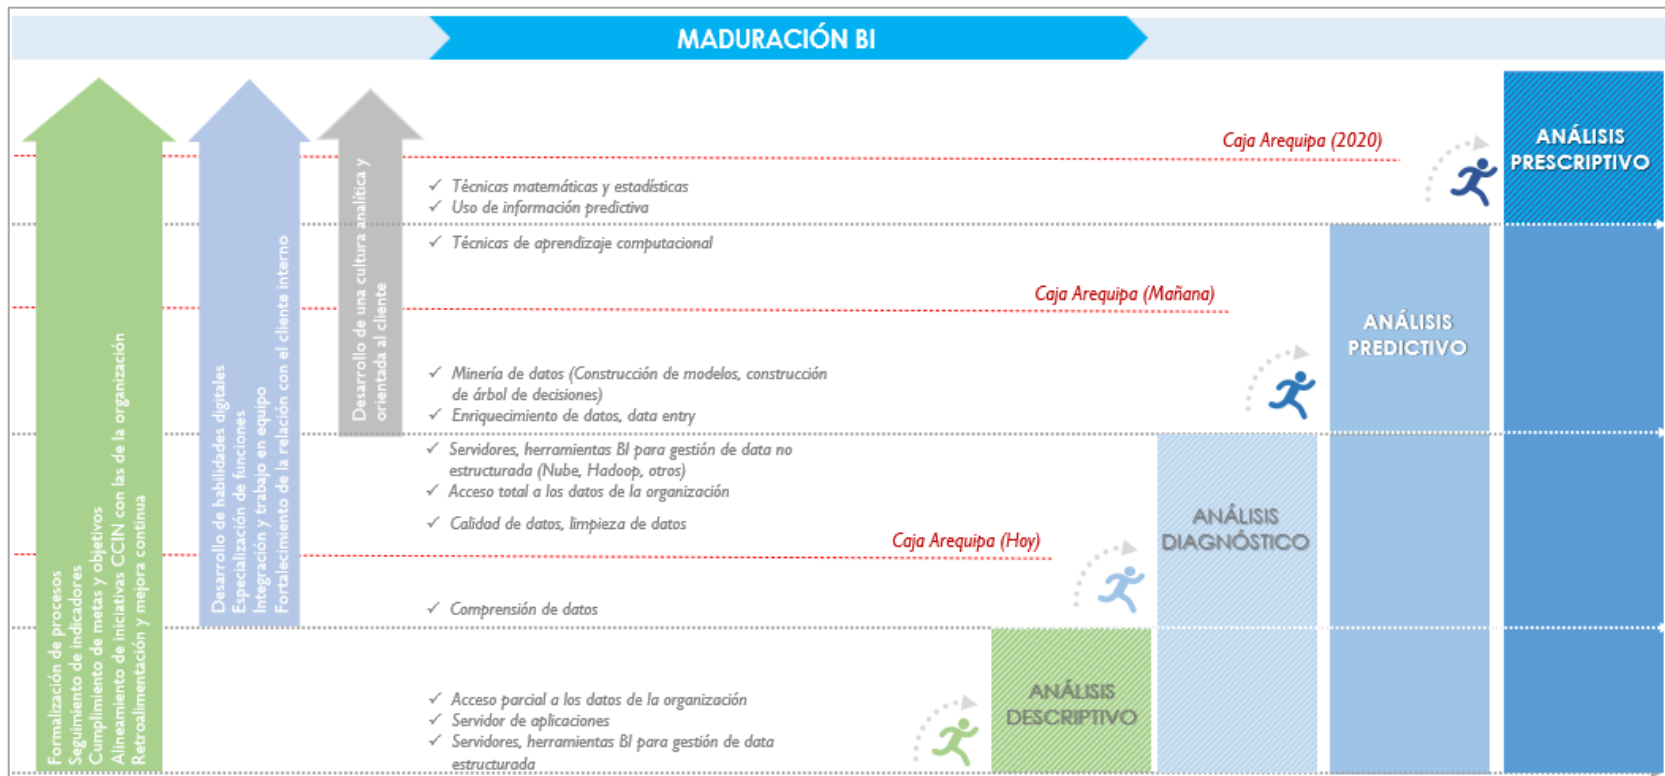 MADURACIÓN BI
Formalización de procesos
Seguimiento de indicadores
Cumplimiento de metas y objetivos
Alineamiento de iniciativas CCIN con las de la organización
Retroalimentación y mejora continua
Desarrollo de habilidades digitales
Especialización de funciones
Integración y trabajo en equipo
Fortalecimiento de la relación con el cliente interno
Desarrollo de una cultura analítica y
orientada al cliente
Caja Arequipa (2020)
ANÁLISIS
PRESCRIPTIVO
✓ Técnicas matemáticas y estadísticas
✓ Uso de información predictiva
✓ Técnicas de aprendizaje computacional
Caja Arequipa (Mañana)
ANÁLISIS
PREDICTIVO
✓ Minería de datos (Construcción de modelos, construcción
de árbol de decisiones)
✓ Enriquecimiento de datos, data entry
✓ Servidores, herramientas BI para gestión de data no
estructurada (Nube, Hadoop, otros)
✓ Acceso total a los datos de la organización
✓ Calidad de datos, limpieza de datos
Caja Arequipa (Hoy)
ANÁLISIS
DIAGNÓSTICO
✓ Comprensión de datos
✓ Acceso parcial a los datos de la organización
✓ Servidor de aplicaciones
✓ Servidores, herramientas BI para gestión de data
estructurada
ANÁLISIS
DESCRIPTIVO